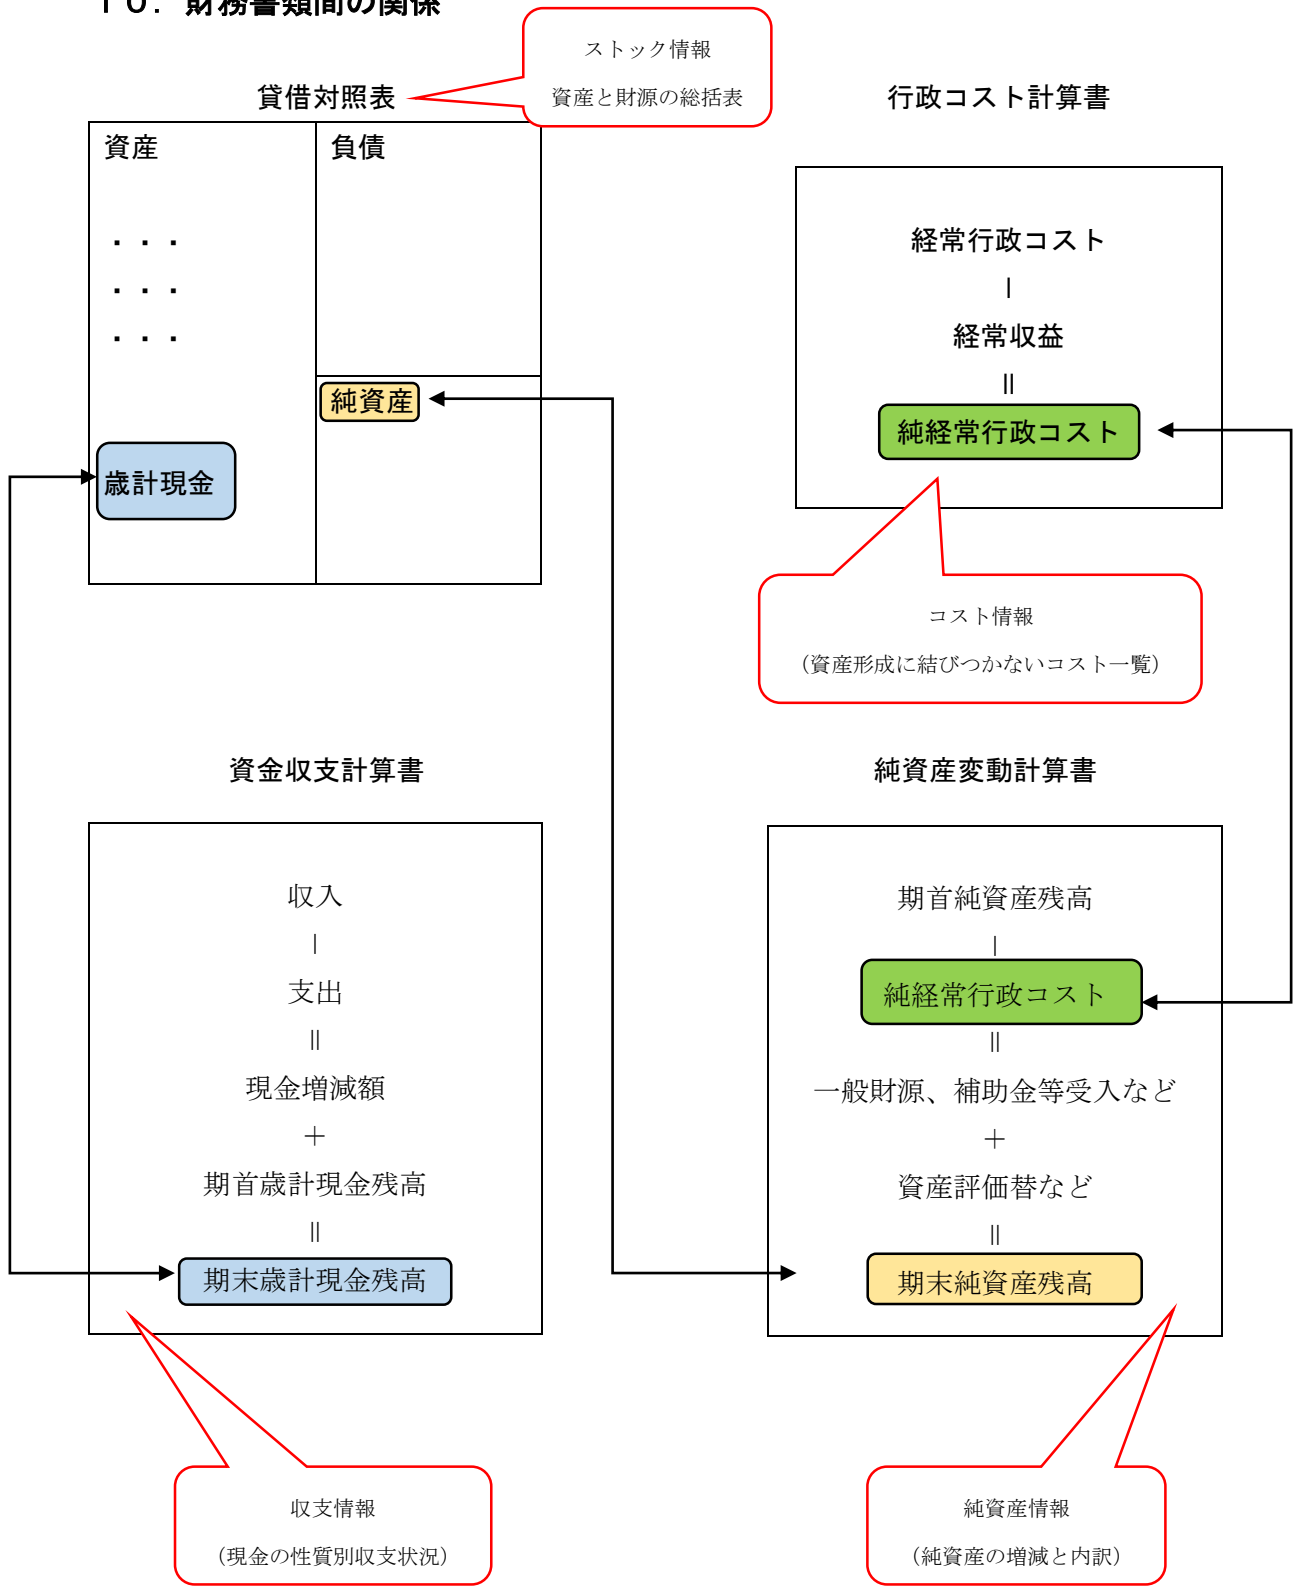 １０．財務書類間の関係
ストック情報
資産と財源の総括表
貸借対照表
資産
負債
・・・
・・・
・・・
純資産
歳計現金
行政コスト計算書
経常行政コスト
－
経常収益
＝
純経常行政コスト
コスト情報
（資産形成に結びつかないコスト一覧）
資金収支計算書
収入
－
支出
＝
現金増減額
＋
期首歳計現金残高
＝
期末歳計現金残高
収支情報
（現金の性質別収支状況）
純資産変動計算書
期首純資産残高
－
純経常行政コスト
＝
一般財源、補助金等受入など
＋
資産評価替など
＝
期末純資産残高
純資産情報
（純資産の増減と内訳）